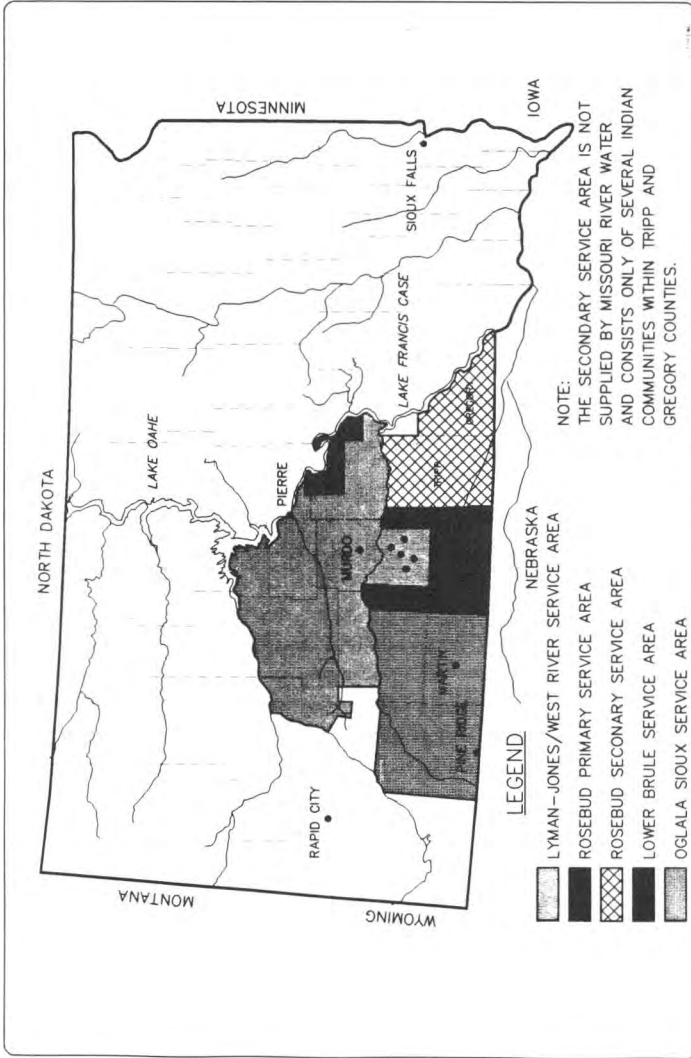 NORTH DAKOTA
MONTANA
WYOMING
MINNESOTA
LAKE OAHE
RAPID CITY
PIERRE
MURDO
LAKE FRANCIS CASE
SIOUX FALLS
PINE RIDGE
MARTIN
TRIPP
GREGORY
NEBRASKA
IOWA
LEGEND
LYMAN-JONES/WEST RIVER SERVICE AREA
ROSEBUD PRIMARY SERVICE AREA
ROSEBUD SECONARY SERVICE AREA
LOWER BRULE SERVICE AREA
OGLALA SIOUX SERVICE AREA
NOTE:
THE SECONDARY SERVICE AREA IS NOT
SUPPLIED BY MISSOURI RIVER WATER
AND CONSISTS ONLY OF SEVERAL INDIAN
COMMUNITIES WITHIN TRIPP AND
GREGORY COUNTIES.